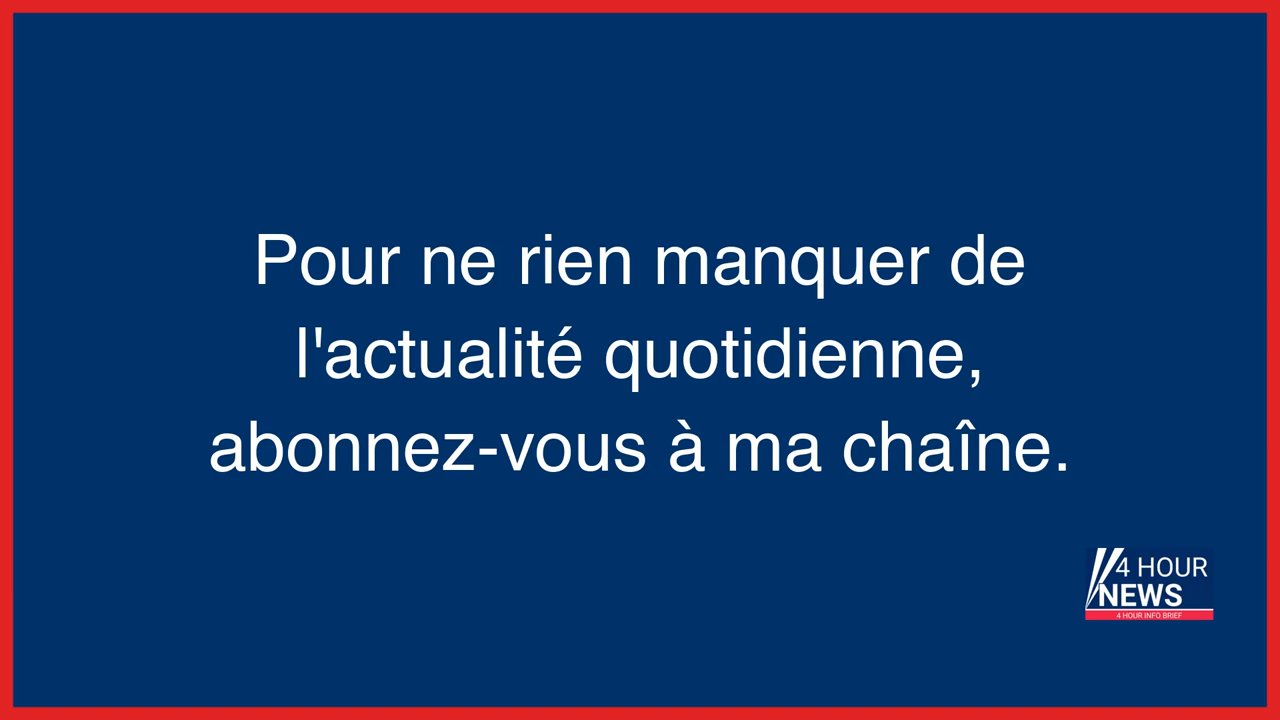 Pour ne rien manquer de
l'actualité quotidienne,
abonnez-vous à ma chaîne.
4 HOUR
NEWS
4 HOUR INFO BRIEF